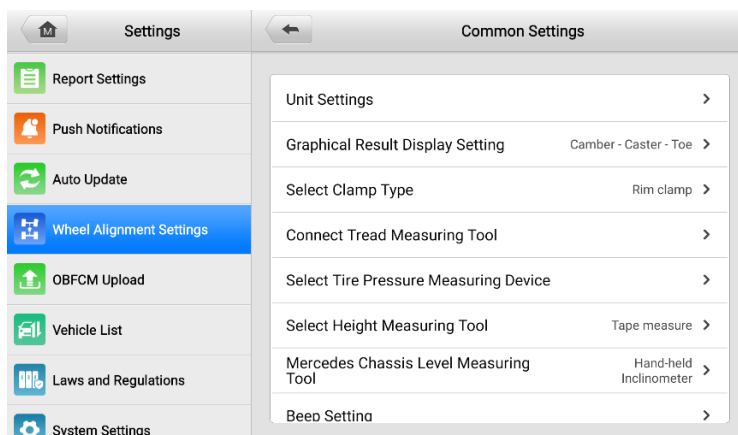 Settings
Common Settings
Report Settings
Push Notifications
Auto Update
Wheel Alignment Settings
OBFCM Upload
Vehicle List
Laws and Regulations
System Settings
Unit Settings
Graphical Result Display Setting Camber - Caster - Toe
Select Clamp Type Rim clamp
Connect Tread Measuring Tool
Select Tire Pressure Measuring Device
Select Height Measuring Tool Tape measure
Mercedes Chassis Level Measuring
Tool
Hand-held
Inclinometer
Beep Setting